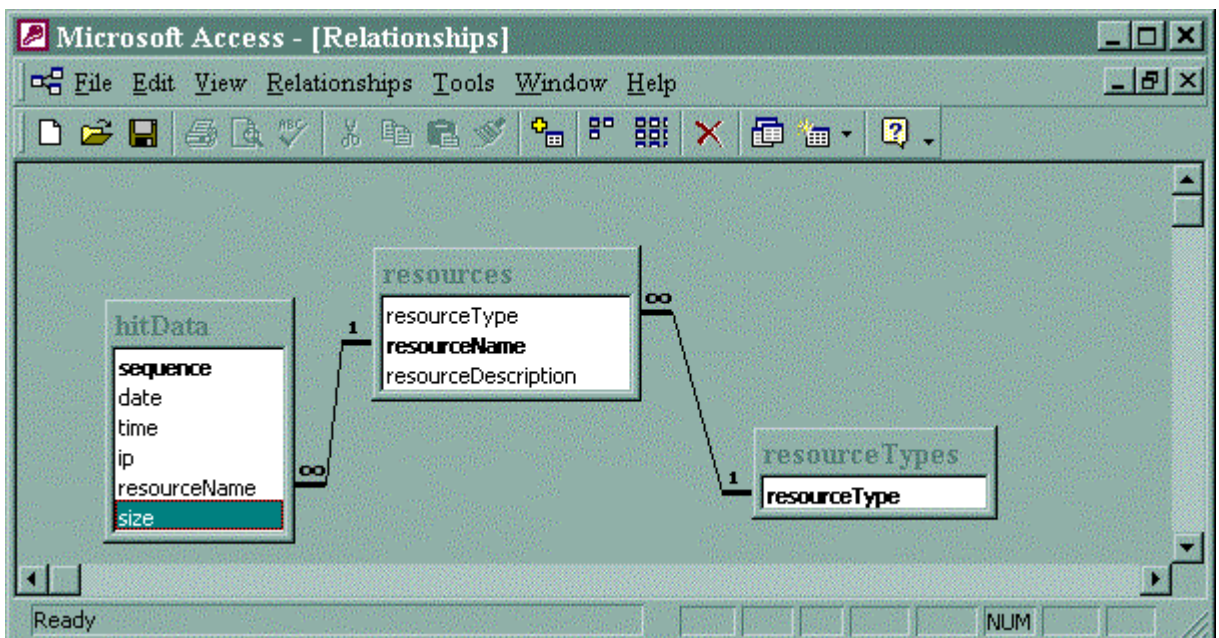 Microsoft Access - [Relationships]
File Edit View Relationships Tools Window Help
ABC
resources
resourceType
resourceName
resourceDescription
hitData
sequence
date
time
ip
resourceName
size
1
∞
∞
1
resourceTypes
resourceType
Ready
NUM